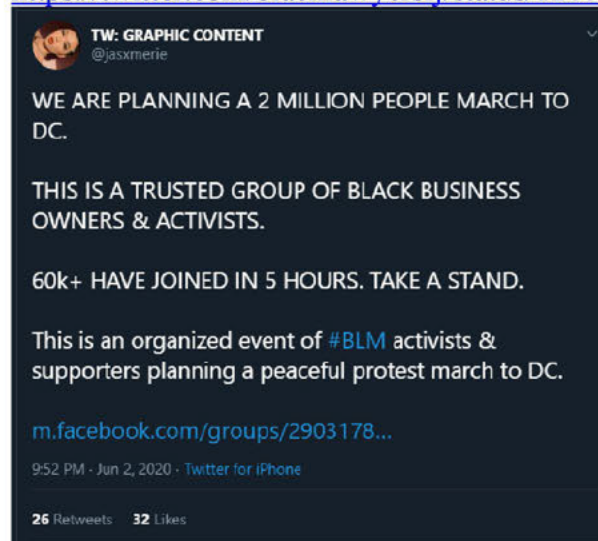 TW: GRAPHIC CONTENT
@jasxmerie
WE ARE PLANNING A 2 MILLION PEOPLE MARCH TO
DC.
THIS IS A TRUSTED GROUP OF BLACK BUSINESS
OWNERS & ACTIVISTS.
60k+ HAVE JOINED IN 5 HOURS. TAKE A STAND.
This is an organized event of #BLM activists &
supporters planning a peaceful protest march to DC.
m.facebook.com/groups/2903178...
9:52 PM · Jun 2, 2020 · Twitter for iPhone
26 Retweets 32 Likes